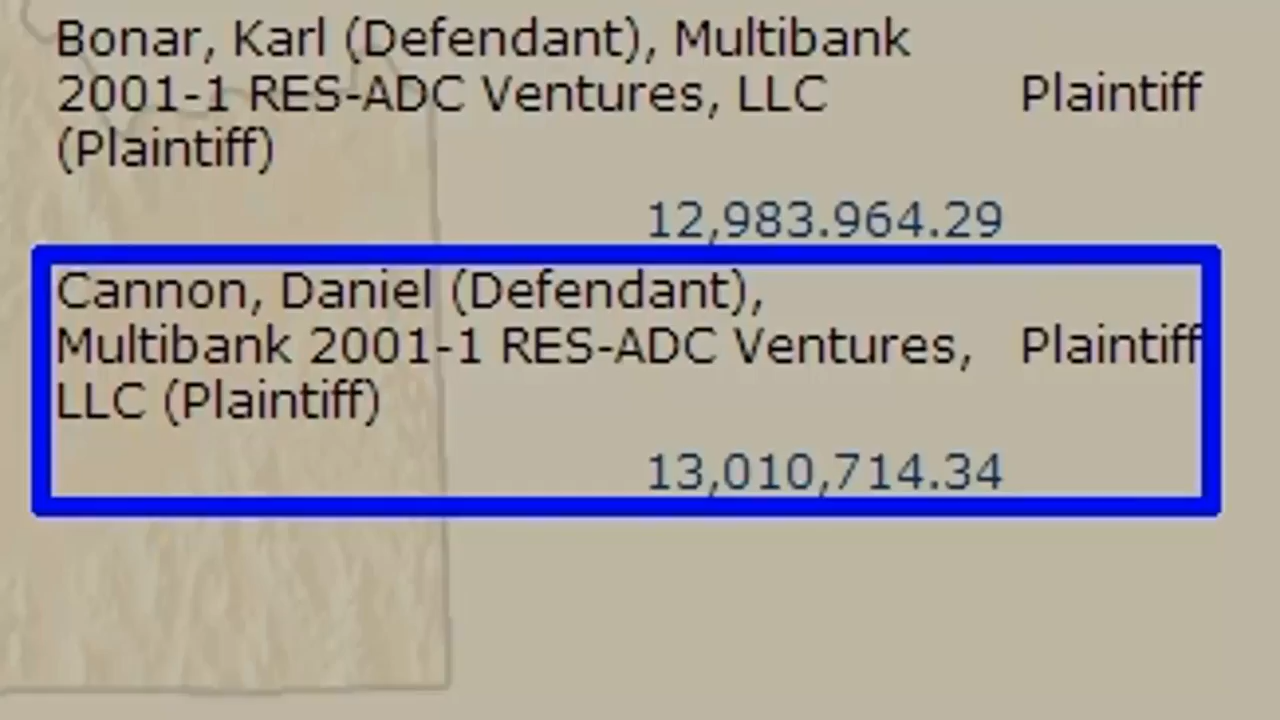 Bonar, Karl (Defendant), Multibank
2001-1 RES-ADC Ventures, LLC Plaintiff
(Plaintiff)
12,983.964.29
Cannon, Daniel (Defendant),
Multibank 2001-1 RES-ADC Ventures, Plaintiff
LLC (Plaintiff)
13,010,714.34